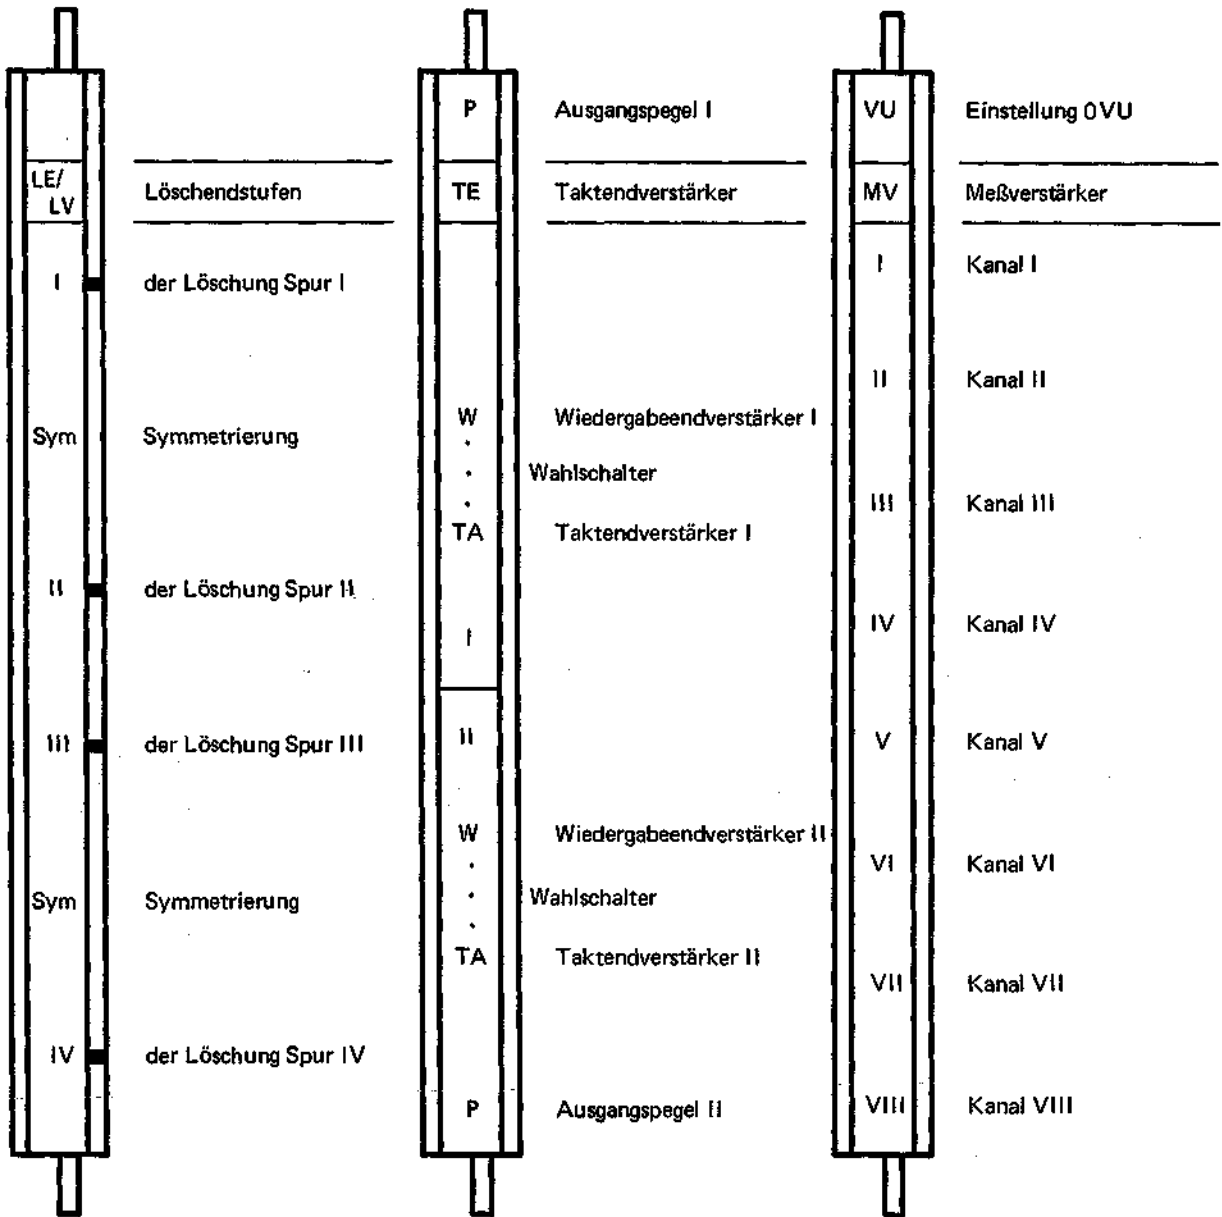 LE/
LV
Löschendstufen
I
der Löschung Spur I
Sym
Symmetrierung
II
der Löschung Spur II
III
der Löschung Spur III
Sym
Symmetrierung
IV
der Löschung Spur IV
P
Ausgangspegel I
TE
Taktendverstärker
W
Wiedergabeendverstärker I
Wahlschalter
TA
Taktendverstärker I
I
II
W
Wiedergabeendverstärker II
Wahlschalter
TA
Taktendverstärker II
P
Ausgangspegel II
VU
Einstellung 0VU
MV
Meßverstärker
I
Kanal I
II
Kanal II
III
Kanal III
IV
Kanal IV
V
Kanal V
VI
Kanal VI
VII
Kanal VII
VIII
Kanal VIII